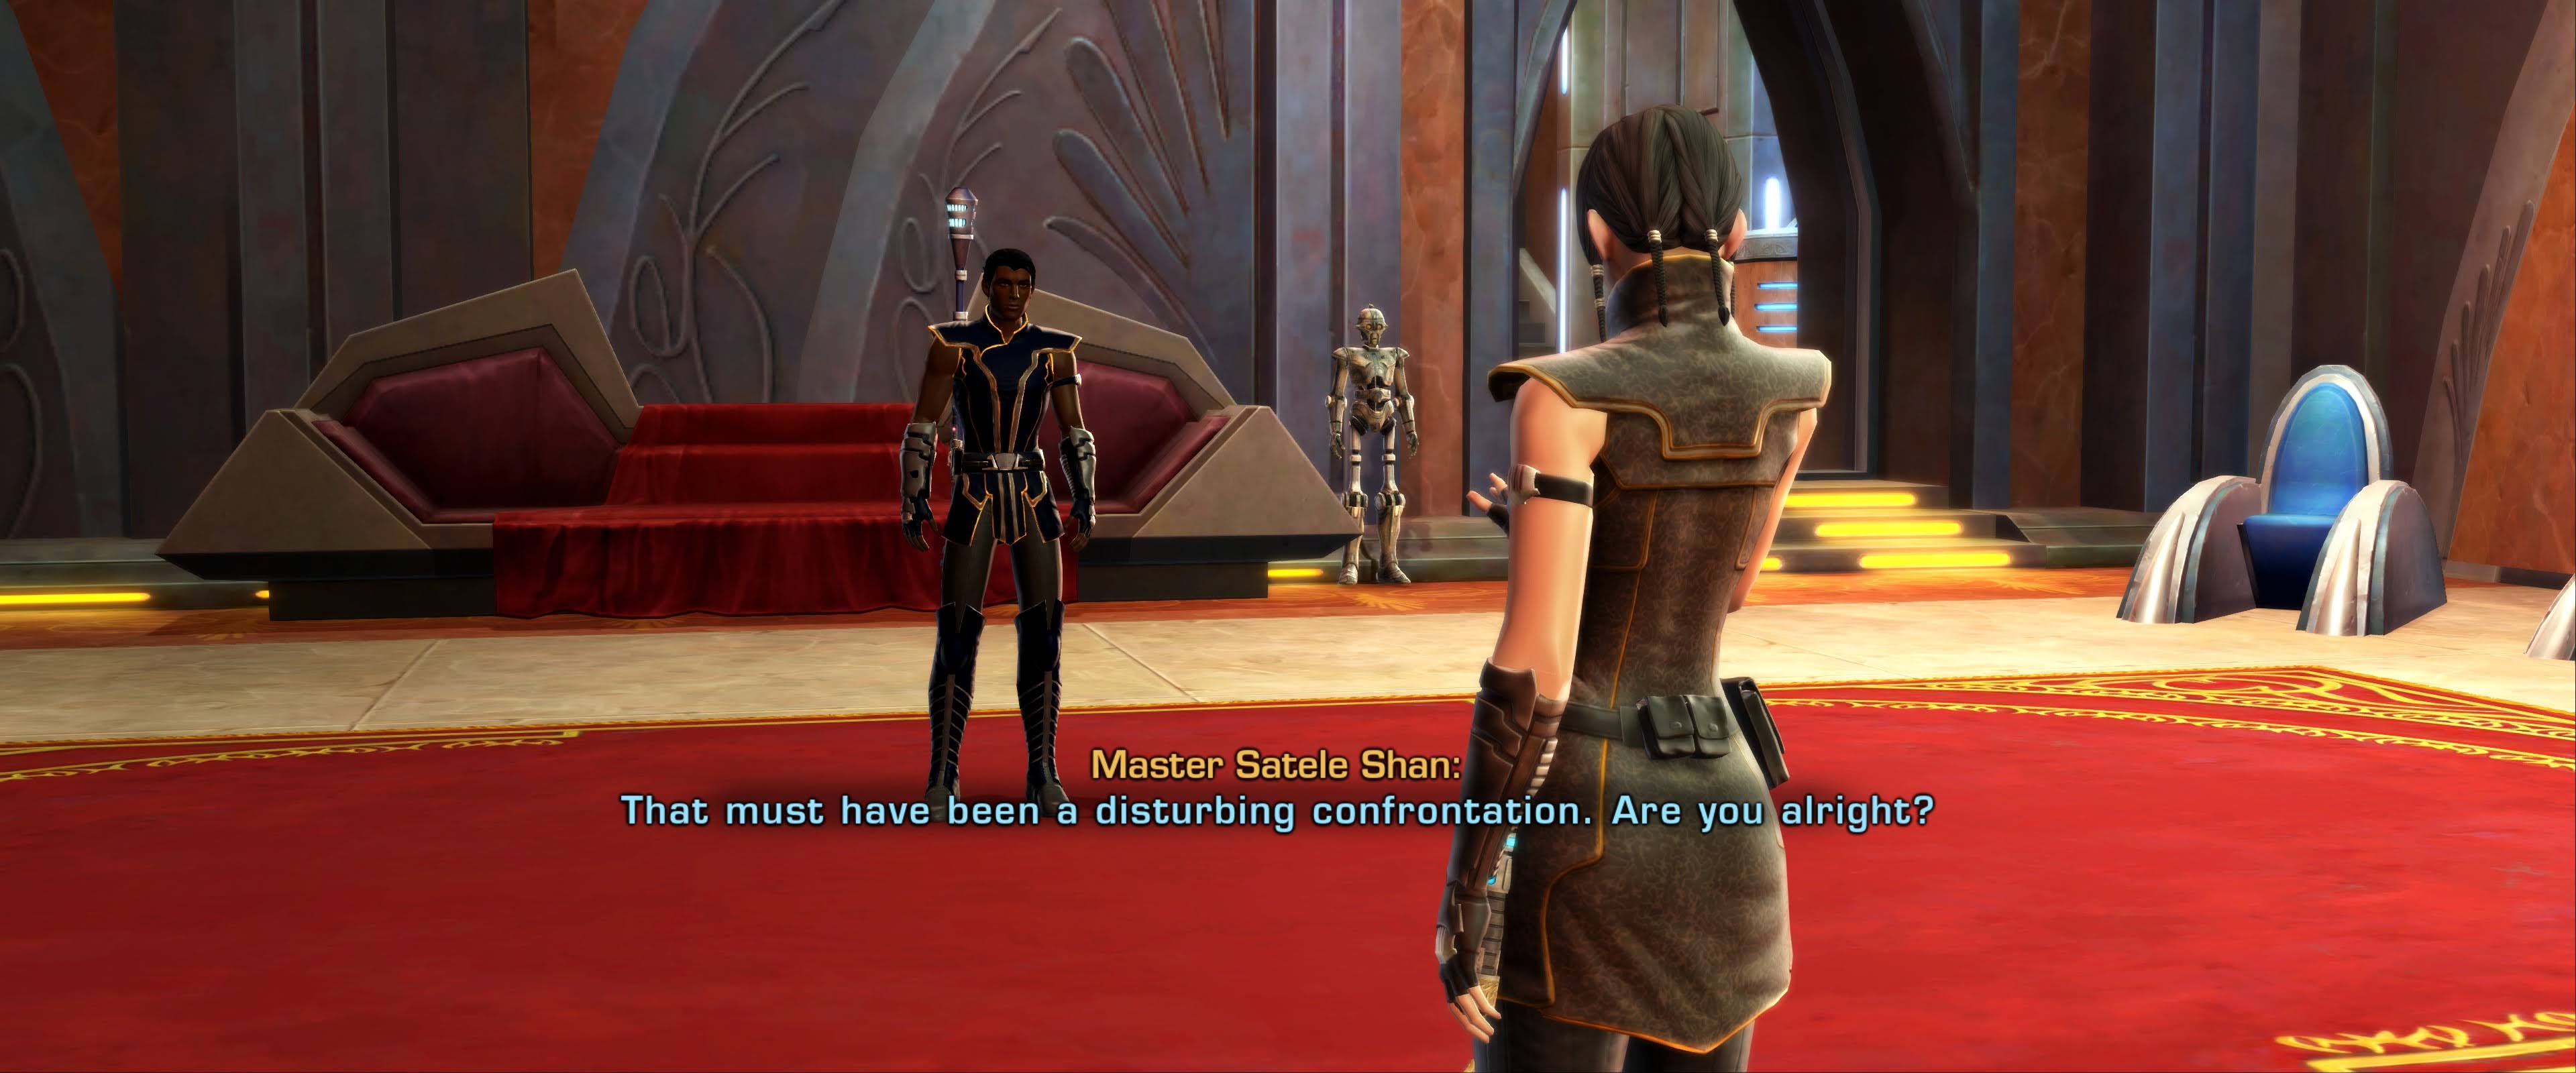 Master Satele Shan:
That must have been a disturbing confrontation. Are you alright?